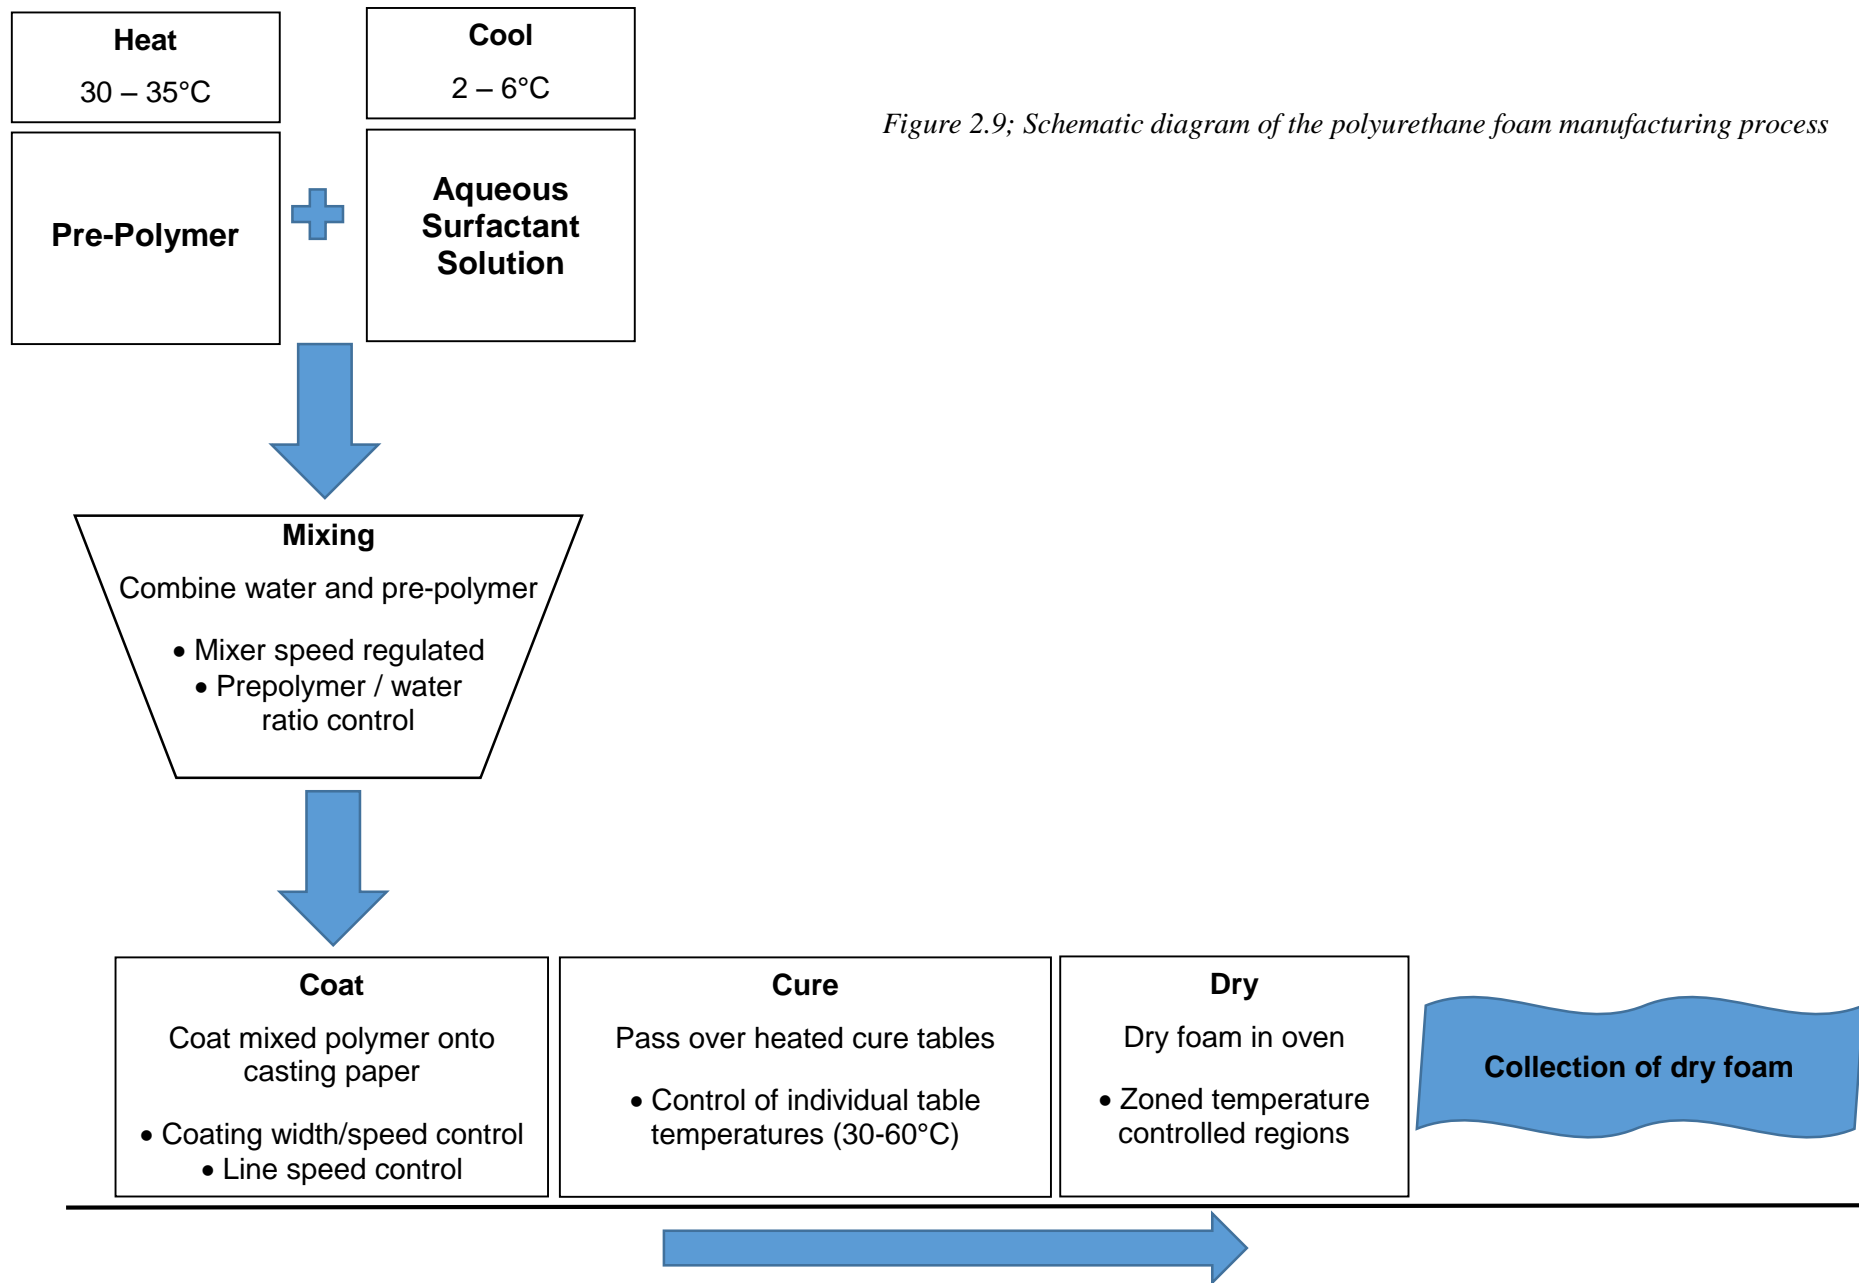 Heat
30 – 35°C
Cool
2 – 6°C
Figure 2.9; Schematic diagram of the polyurethane foam manufacturing process
Pre-Polymer
Aqueous
Surfactant
Solution
Mixing
Combine water and pre-polymer
• Mixer speed regulated
• Prepolymer / water
ratio control
Coat
Coat mixed polymer onto
casting paper
• Coating width/speed control
• Line speed control
Cure
Pass over heated cure tables
• Control of individual table
temperatures (30-60°C)
Dry
Dry foam in oven
• Zoned temperature
controlled regions
Collection of dry foam